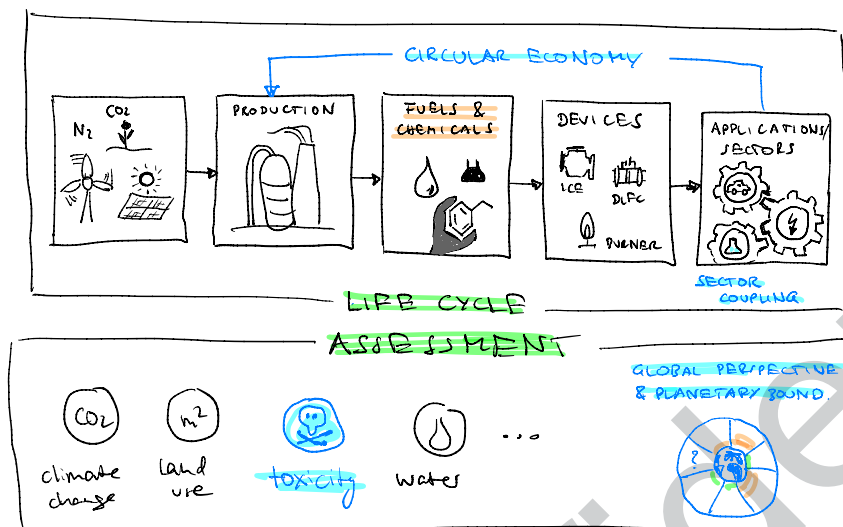 CIRCULAR ECONOMY
CO2
N2
PRODUCTION
FUELS &
CHEMICALS
DEVICES
ICE
BURNER
APPLICATIONS/
SECTORS
SECTOR
COUPLING
LIFE CYCLE
ASSESSMENT
GLOBAL PERSPECTIVE
& PLANETARY BOUND.
CO2
m²
climate
change
land
use
toxicity
water
...
?